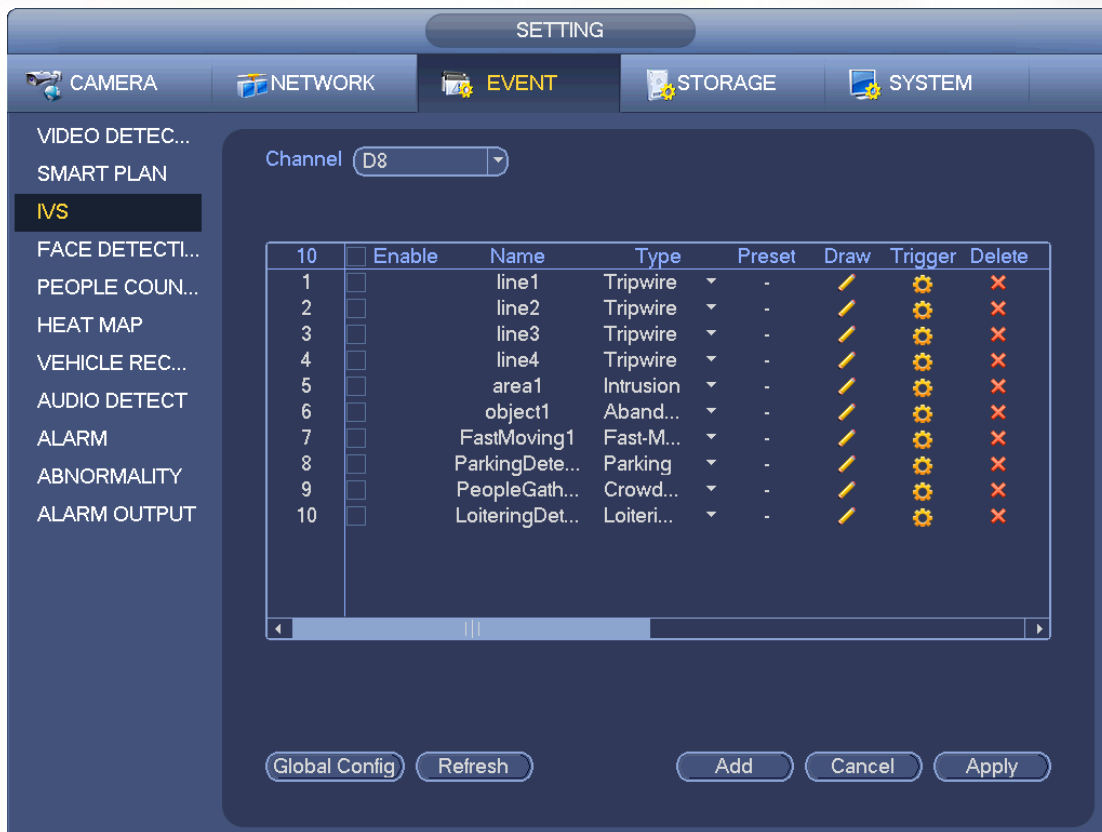 SETTING
CAMERA NETWORK EVENT STORAGE SYSTEM
VIDEO DETEC...
SMART PLAN
IVS
FACE DETECTI...
PEOPLE COUN...
HEAT MAP
VEHICLE REC...
AUDIO DETECT
ALARM
ABNORMALITY
ALARM OUTPUT
Channel D8
10 Enable Name Type Preset Draw Trigger Delete
1 line1 Tripwire -
2 line2 Tripwire -
3 line3 Tripwire -
4 line4 Tripwire -
5 area1 Intrusion -
6 object1 Aband... -
7 FastMoving1 Fast-M... -
8 ParkingDete... Parking -
9 PeopleGath... Crowd... -
10 LoiteringDet... Loiteri... -
Global Config Refresh Add Cancel Apply